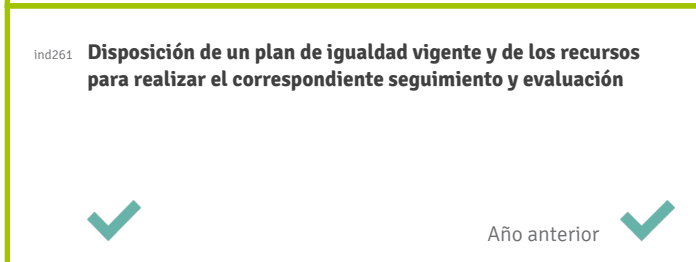 ind261 Disposición de un plan de igualdad vigente y de los recursos
para realizar el correspondiente seguimiento y evaluación
Año anterior